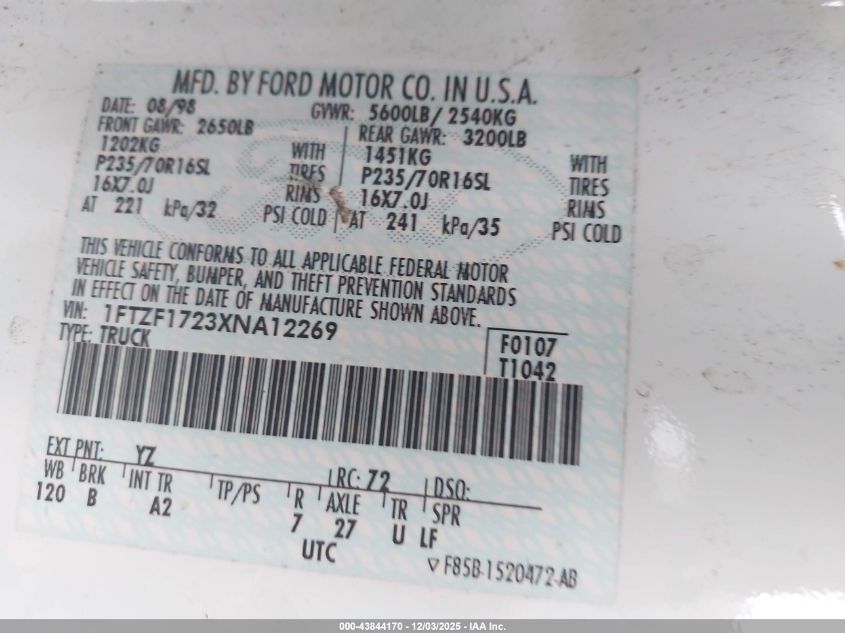 MFD. BY FORD MOTOR CO. IN U.S.A.
DATE: 08/98 GVWR: 5600LB/ 2540KG
FRONT GAWR: 2650LB REAR GAWR: 3200LB
1202KG WITH 1451KG WITH
P235/70R16SL TIRES P235/70R16SL TIRES
16X7.0J RIMS 16X7.0J RIMS
AT 221 kPa/32 PSI COLD AT 241 kPa/35 PSI COLD
THIS VEHICLE CONFORMS TO ALL APPLICABLE FEDERAL MOTOR
VEHICLE SAFETY, BUMPER, AND THEFT PREVENTION STANDARDS
IN EFFECT ON THE DATE OF MANUFACTURE SHOWN ABOVE.
VIN: 1FTZF1723XNA12269
TYPE: TRUCK
F0107
T1042
EXT PNT: YZ RC: 72 DSO:
WB BRK INT TR TP/PS R AXLE TR SPR
120 B A2 7 27 U LF
UTC
F85B-1520472-AB
000-43844170 - 12/03/2025 - IAA Inc.